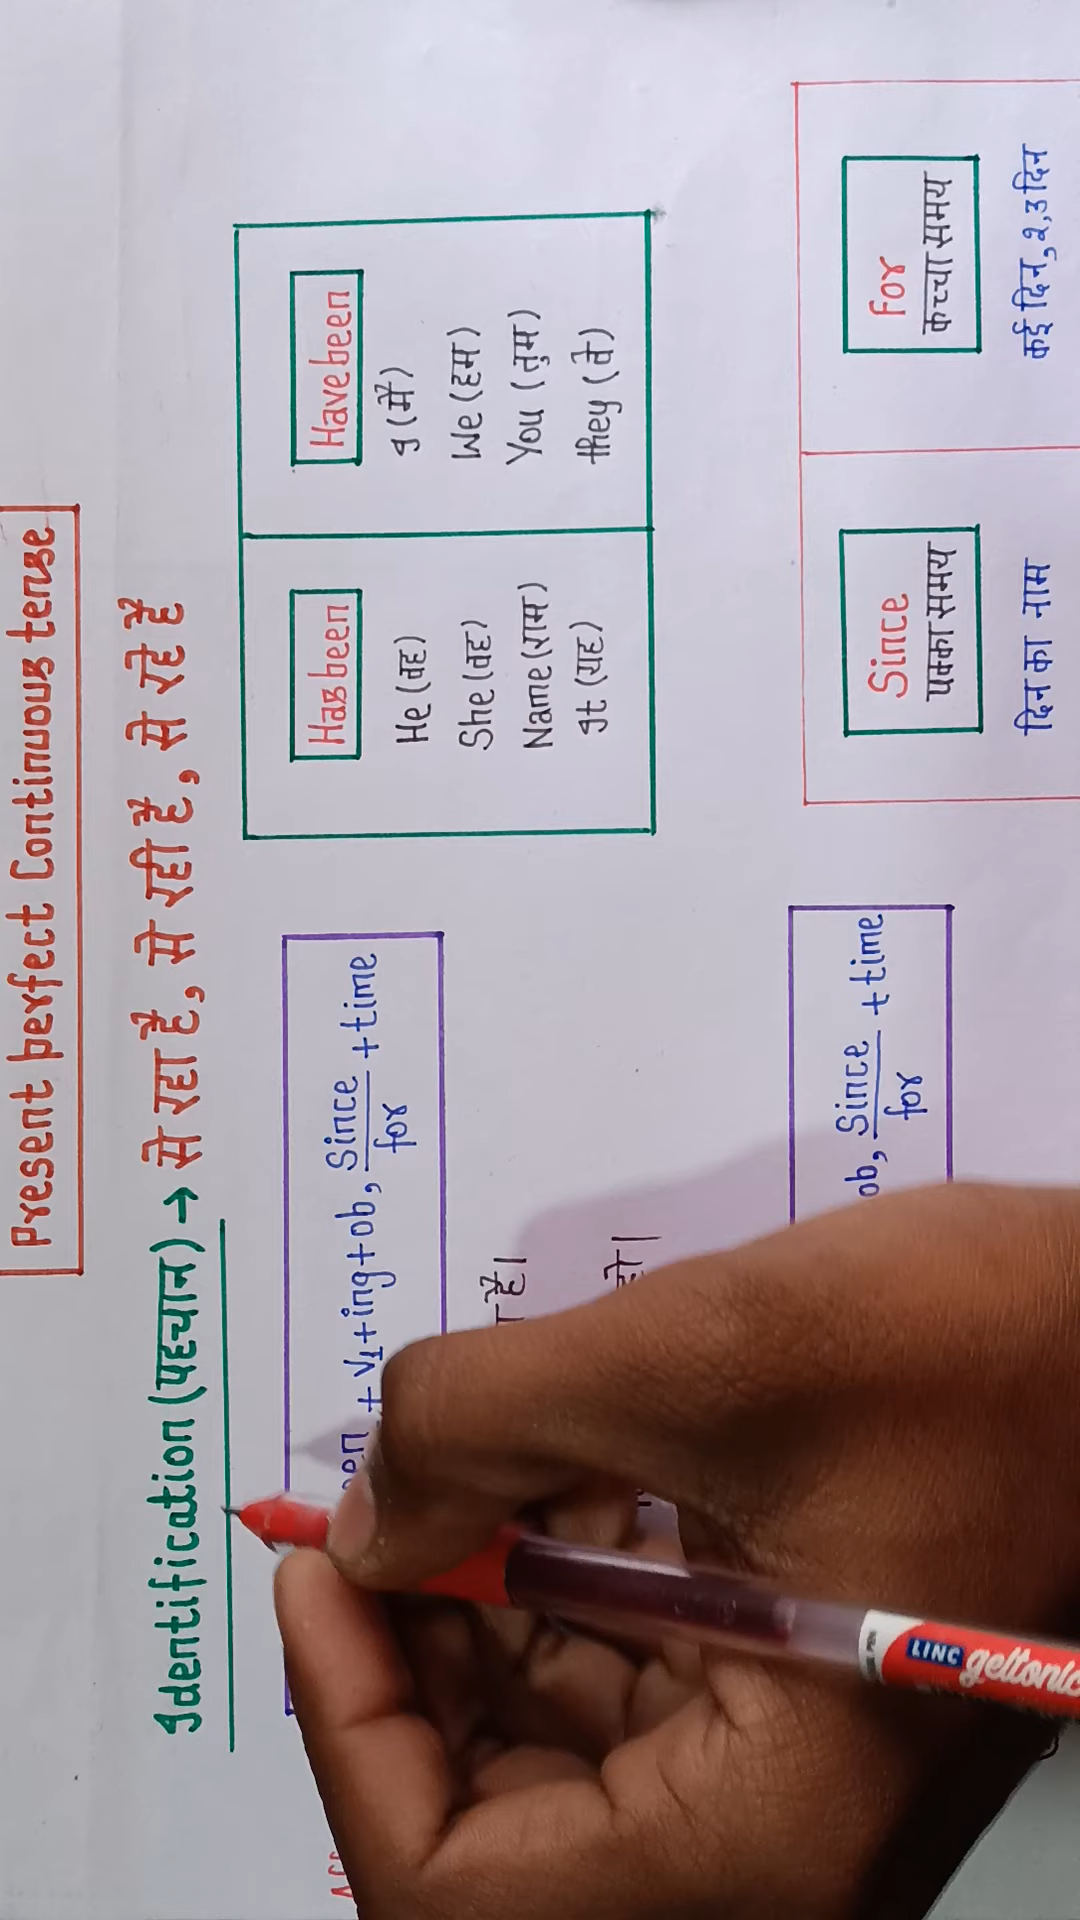 Present perfect Continuous tense
Identification (पहचान) → से रहा है, से रही है, से रहे हैं
+ V1 + ing + ob, Since/for + time
Has been
He (वह)
She (वह)
Name (राम)
It (यह)
Have been
I (मैं)
We (हम)
You (तुम)
they (वे)
है।
हो।
ob, Since/for + time
Since
पक्का समय
दिन का नाम
For
कच्चा समय
कई दिन, 2, 3 दिन
LINC
geltonic